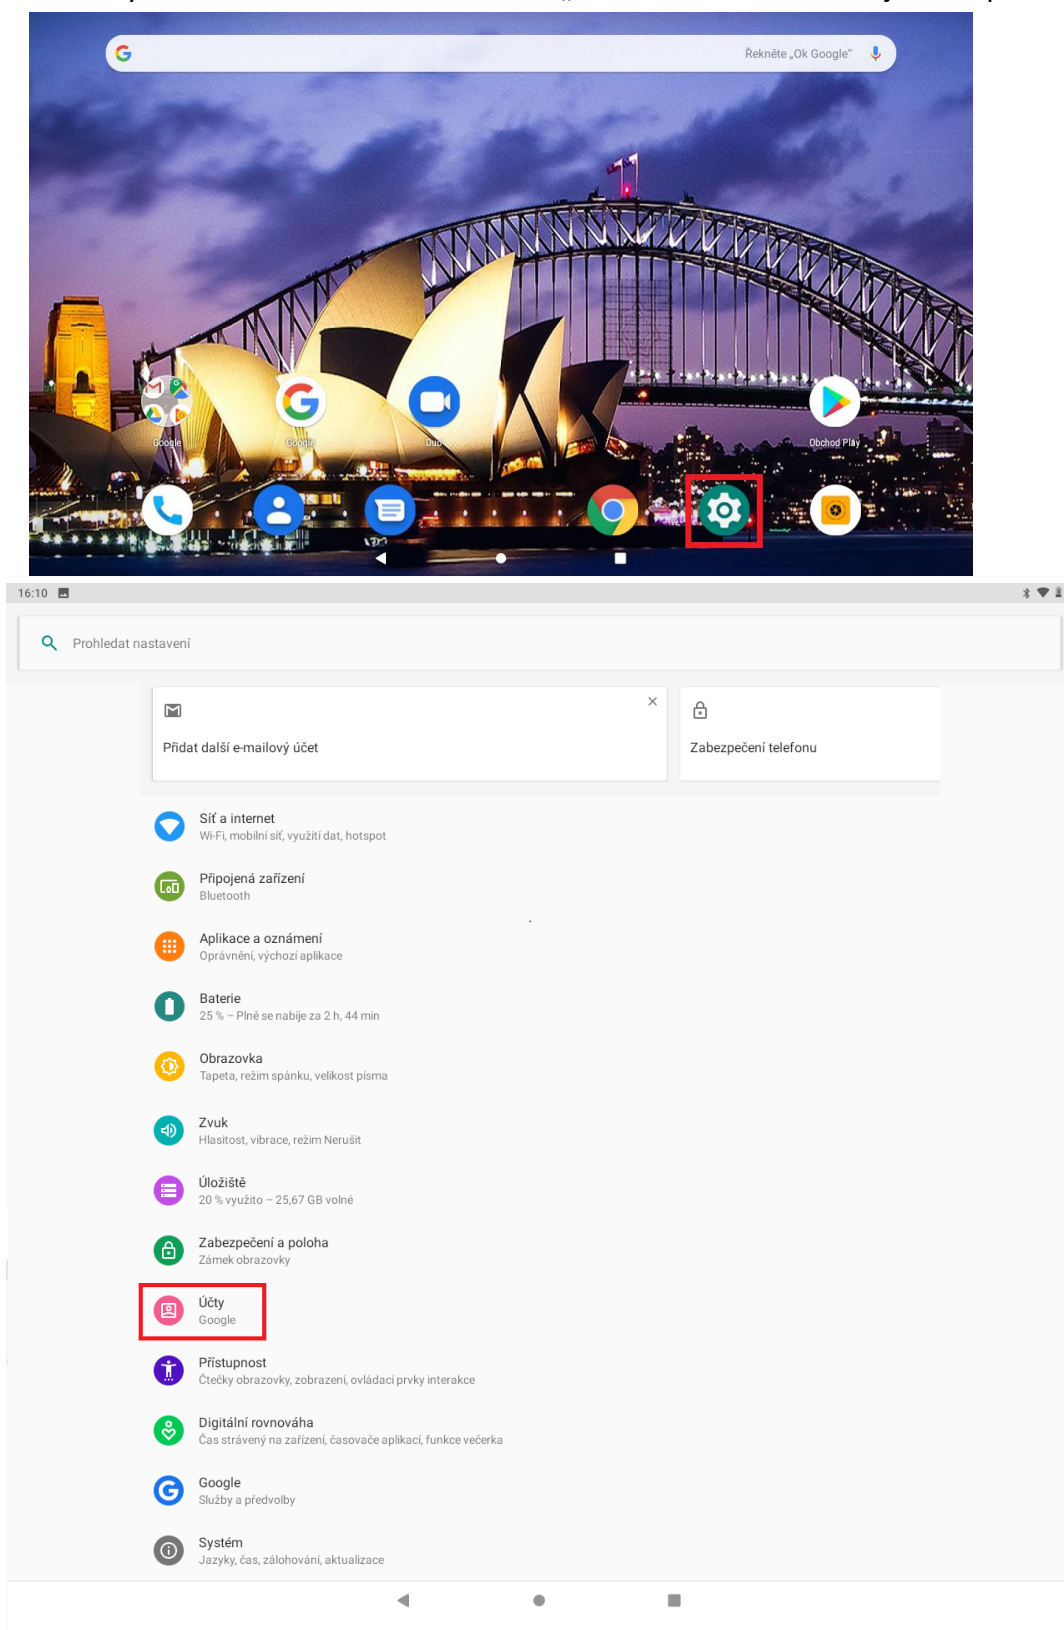 Řekněte „Ok Google“
Google
Google
Duo
Obchod Play
16:10
Prohledat nastavení
Přidat další e-mailový účet
Zabezpečení telefonu
Síť a internet
Wi-Fi, mobilní síť, využití dat, hotspot
Připojená zařízení
Bluetooth
Aplikace a oznámení
Oprávnění, výchozí aplikace
Baterie
25 % – Plně se nabije za 2 h, 44 min
Obrazovka
Tapeta, režim spánku, velikost písma
Zvuk
Hlasitost, vibrace, režim Nerušit
Úložiště
20 % využito – 25,67 GB volné
Zabezpečení a poloha
Zámek obrazovky
Účty
Google
Přístupnost
Čtečky obrazovky, zobrazení, ovládací prvky interakce
Digitální rovnováha
Čas strávený na zařízení, časovače aplikací, funkce večerka
Google
Služby a předvolby
Systém
Jazyky, čas, zálohování, aktualizace